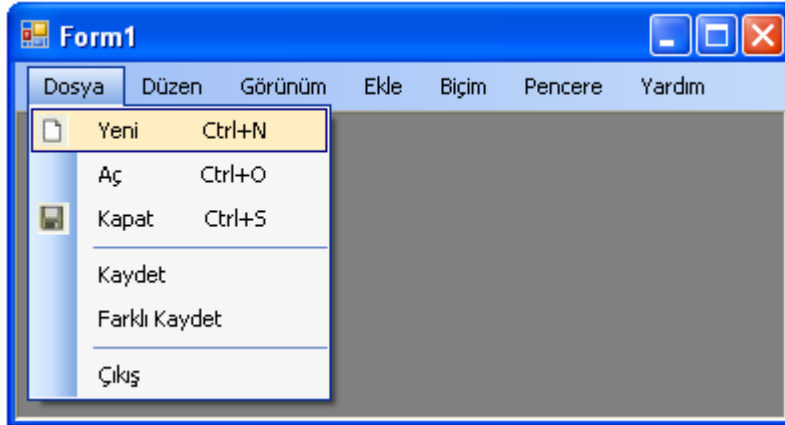 Form1
Dosya Düzen Görünüm Ekle Biçim Pencere Yardım
Yeni Ctrl+N
Aç Ctrl+O
Kapat Ctrl+S
Kaydet
Farklı Kaydet
Çıkış